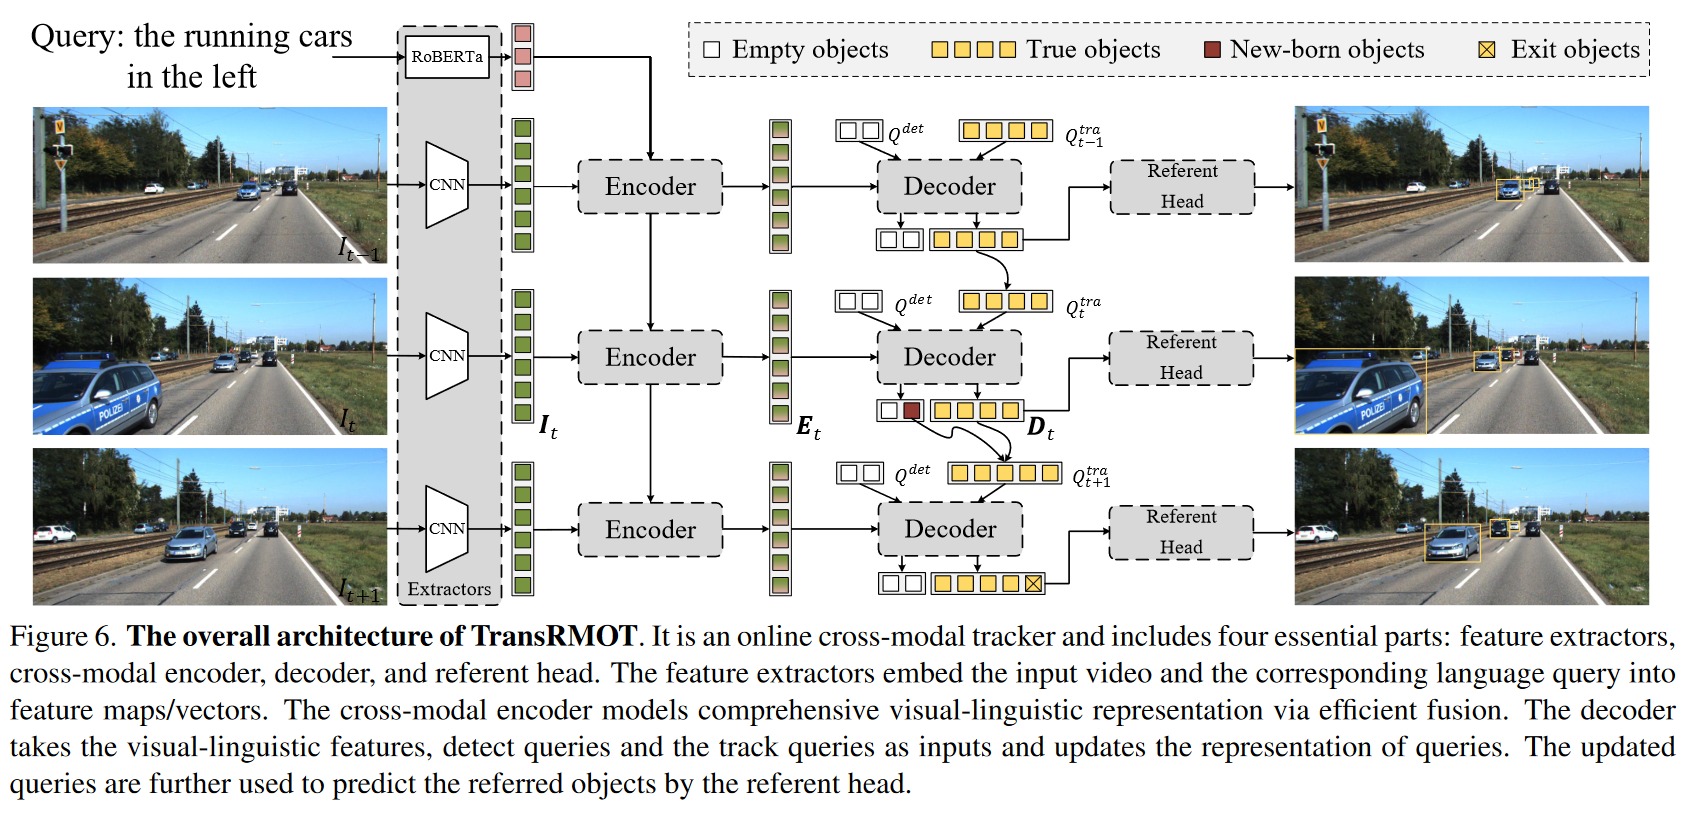 Query: the running cars
in the left
RoBERTa
Empty objects
True objects
New-born objects
Exit objects
V
I_{t-1}
CNN
Encoder
Q^{det}
Q^{tra}_{t-1}
Decoder
Referent
Head
V
POLIZEI
I_t
CNN
I_t
Encoder
E_t
Q^{det}
Q^{tra}_t
Decoder
D_t
Referent
Head
POLIZEI
I_{t+1}
CNN
Extractors
Encoder
Q^{det}
Q^{tra}_{t+1}
Decoder
Referent
Head
Figure 6. The overall architecture of TransRMOT. It is an online cross-modal tracker and includes four essential parts: feature extractors,
cross-modal encoder, decoder, and referent head. The feature extractors embed the input video and the corresponding language query into
feature maps/vectors. The cross-modal encoder models comprehensive visual-linguistic representation via efficient fusion. The decoder
takes the visual-linguistic features, detect queries and the track queries as inputs and updates the representation of queries. The updated
queries are further used to predict the referred objects by the referent head.